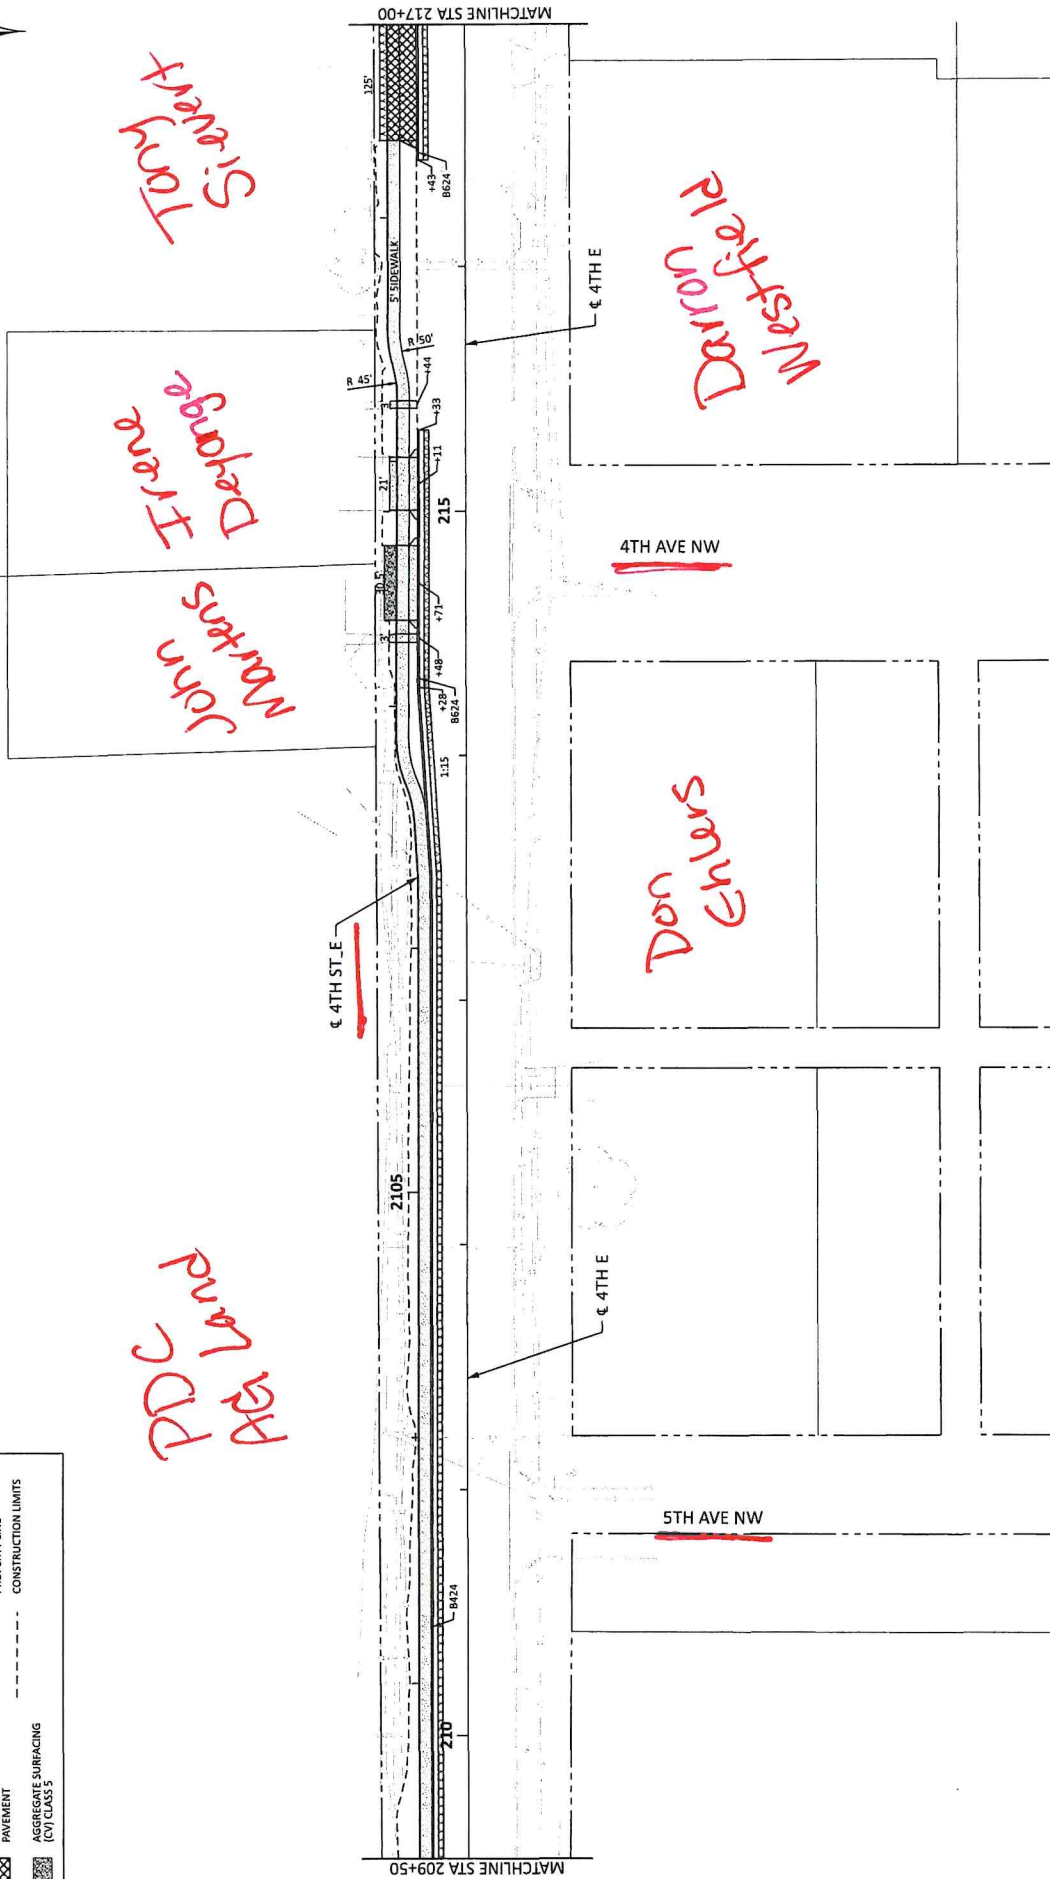 MATCHLINE STA 217+00
Tony
Sievert
125'
+43
B624
5' SIDEWALK
Darron
Westfield
℄ 4TH E
R 50'
R 45'
3'
+44
Irene
Deyonge
+33
+11
21'
215
4TH AVE NW
30.5'
+71
3'
+48
John
Martens
+28
B624
1:15
Don
Ehlers
℄ 4TH ST_E
2105
PDC
AG Land
℄ 4TH E
CONSTRUCTION LIMITS
5TH AVE NW
B424
PAVEMENT
AGGREGATE SURFACING
(CV) CLASS 5
210
MATCHLINE STA 209+50